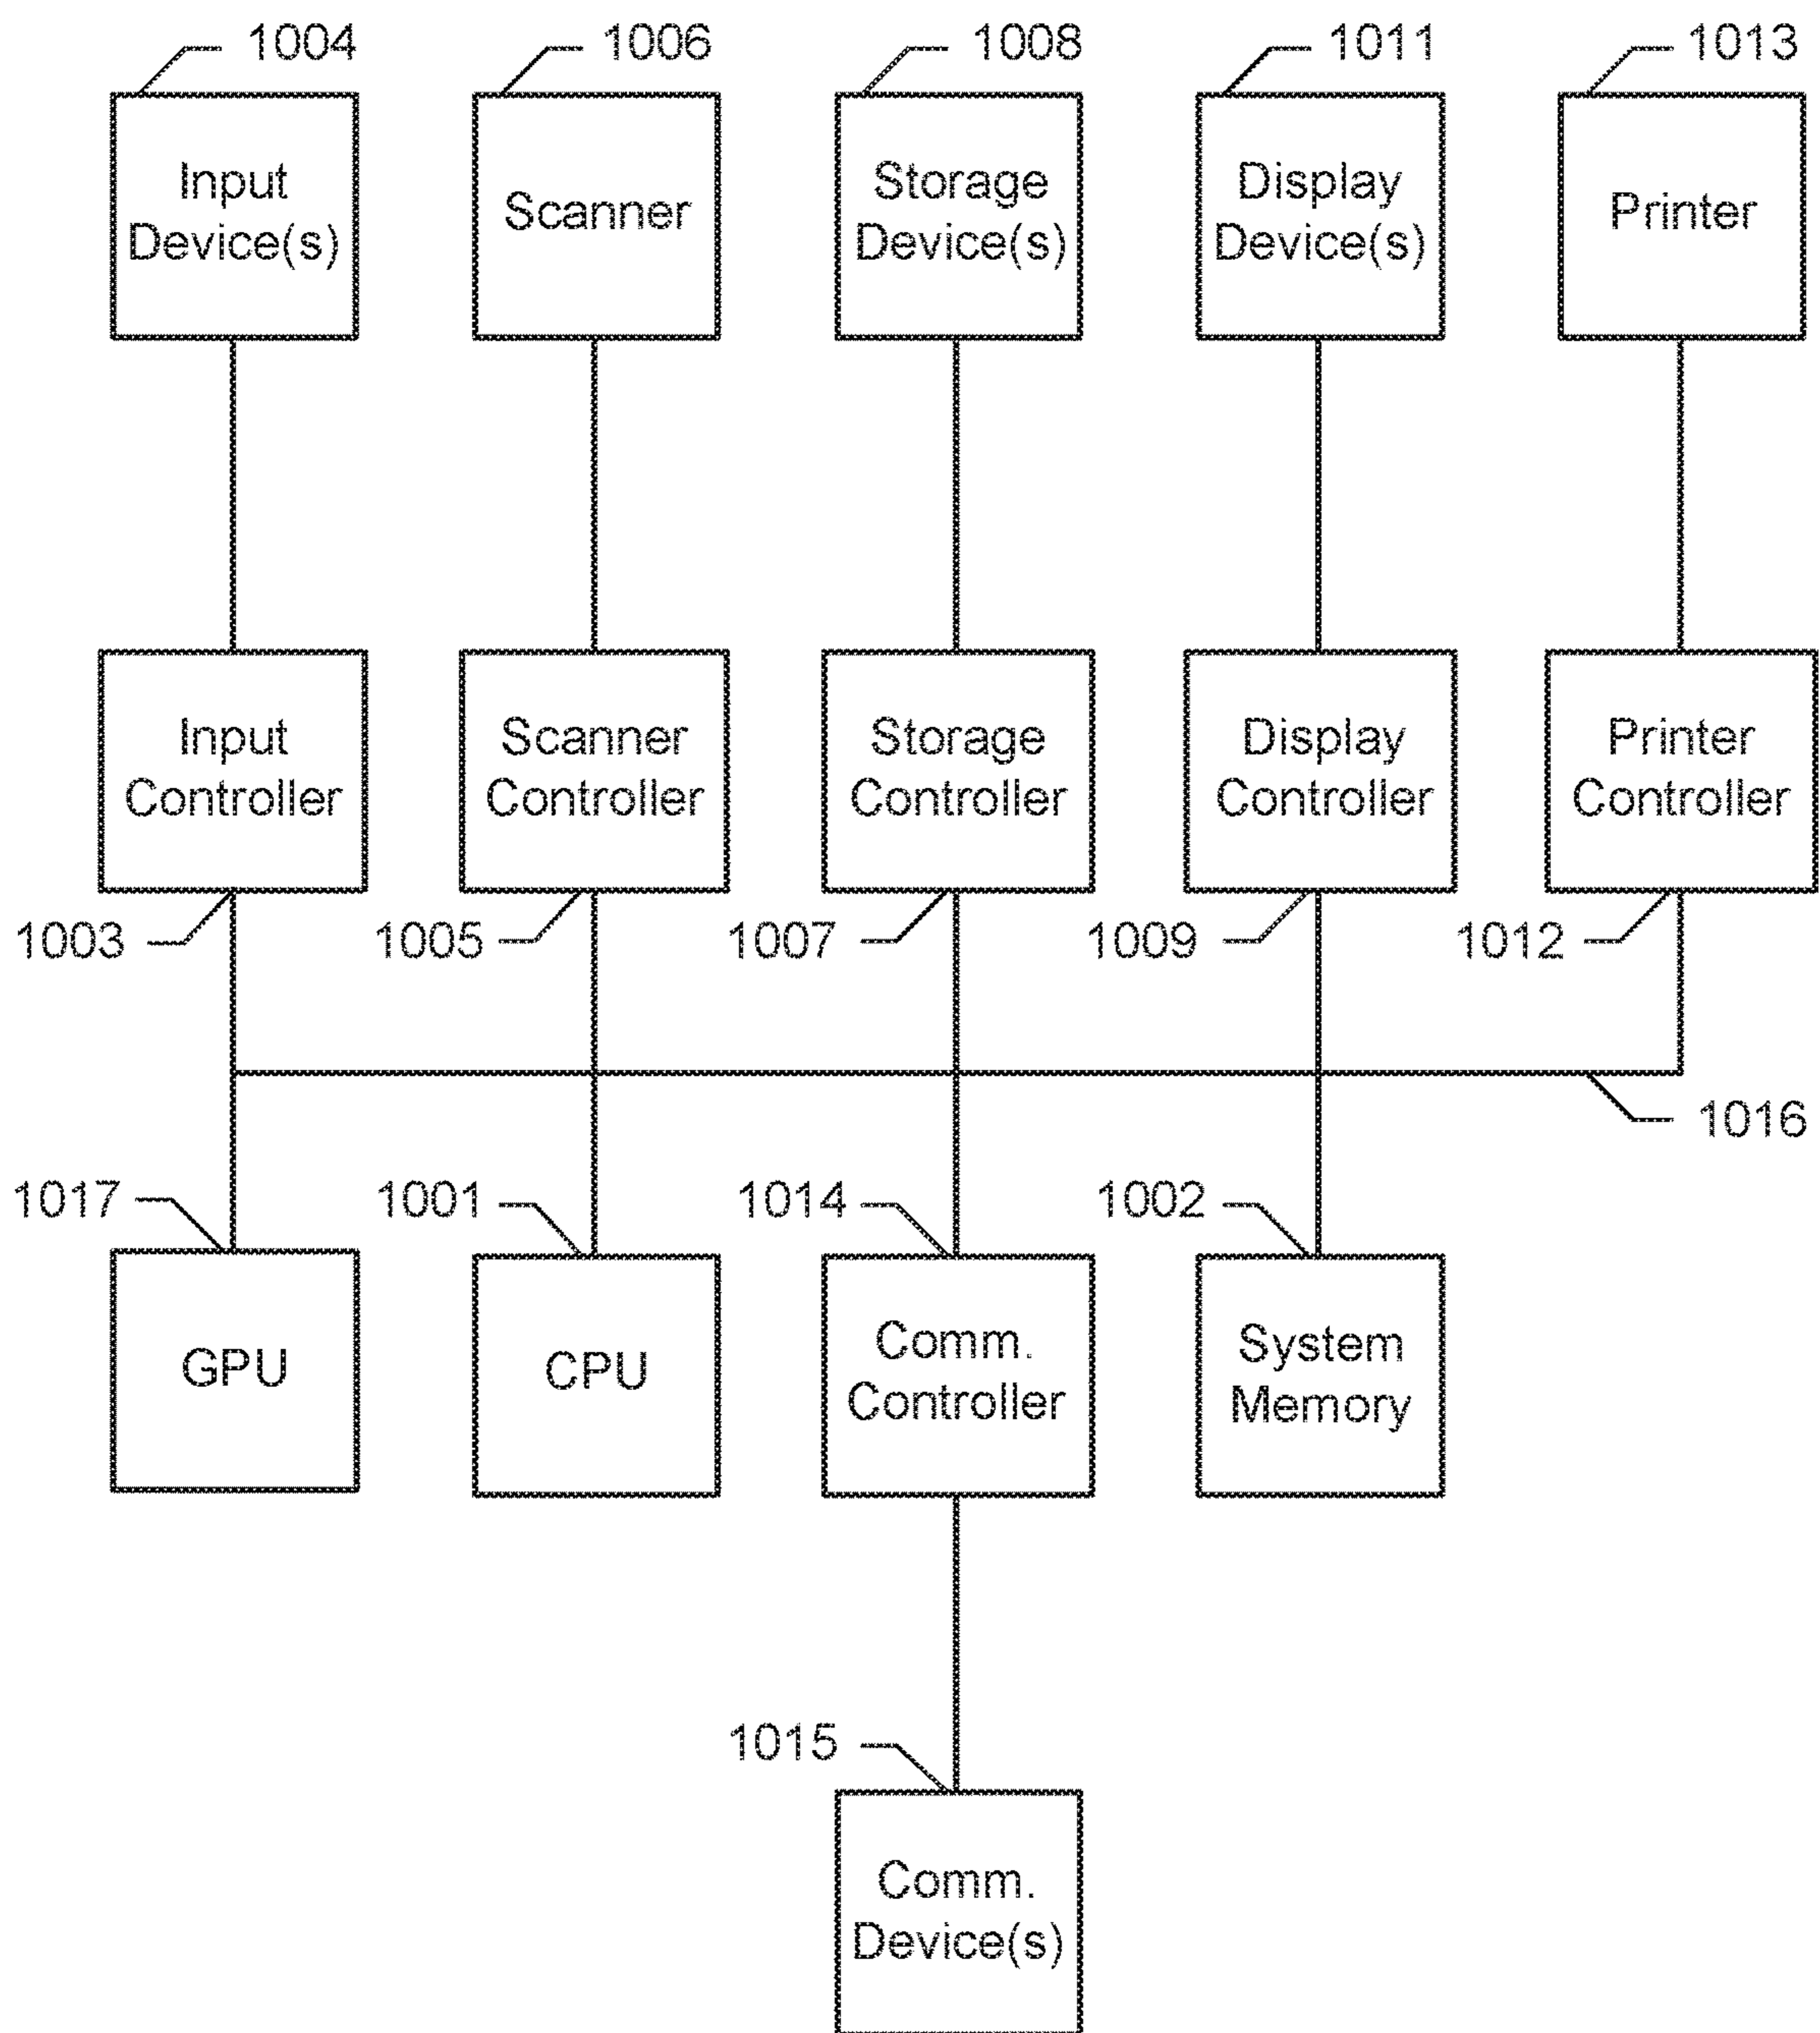 1004
1006
1008
1011
1013
Input
Device(s)
Scanner
Storage
Device(s)
Display
Device(s)
Printer
Input
Controller
Scanner
Controller
Storage
Controller
Display
Controller
Printer
Controller
1003
1005
1007
1009
1012
1016
1017
1001
1014
1002
GPU
CPU
Comm.
Controller
System
Memory
1015
Comm.
Device(s)